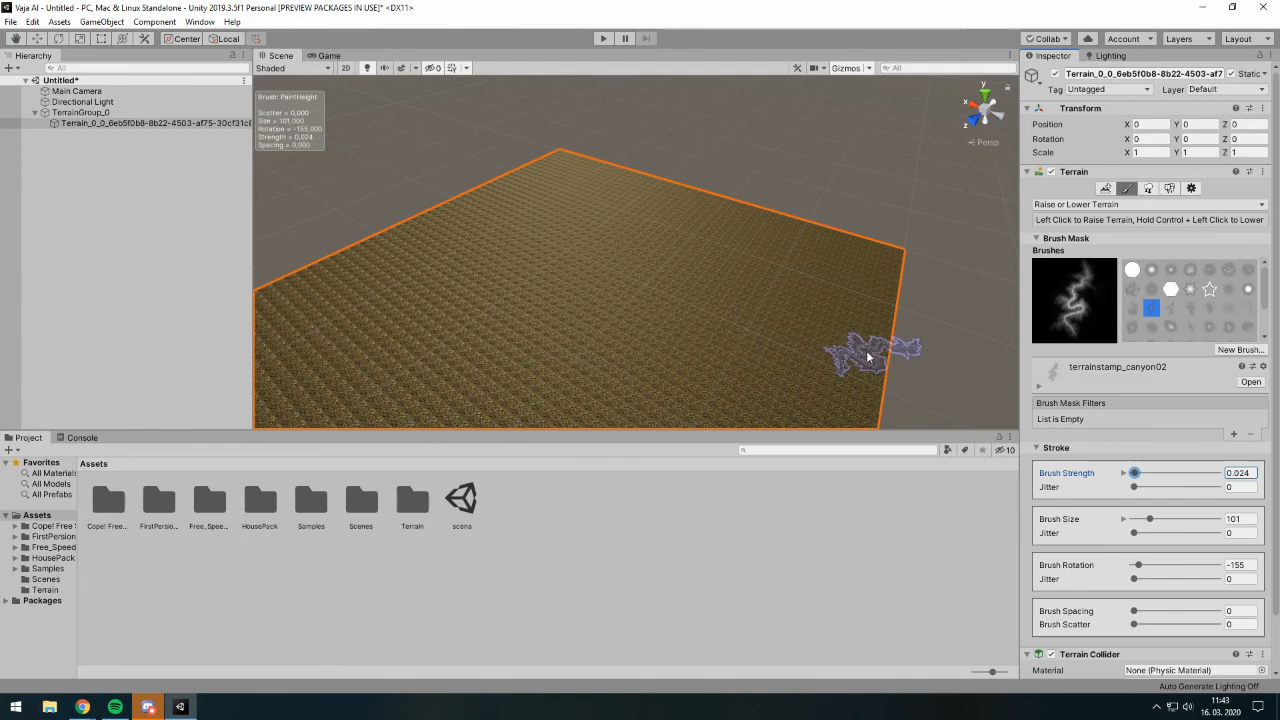 Vaja AI - Untitled - PC, Mac & Linux Standalone - Unity 2019.3.5f1 Personal [PREVIEW PACKAGES IN USE]* <DX11>
File Edit Assets GameObject Component Window Help
Center Local Collab Account Layers Layout
Hierarchy
All
Untitled*
Main Camera
Directional Light
TerrainGroup_0
Terrain_0_0_6eb5f0b8-8b22-4503-af75-30cf31c8
Scene Game
Shaded 2D 0 Gizmos All
Brush: PaintHeight
Scatter = 0,000
Size = 101,000
Rotation = -155,000
Strength = 0,024
Spacing = 0,000
y
x
z
Persp
Inspector Lighting
Terrain_0_0_6eb5f0b8-8b22-4503-af7 Static
Tag Untagged Layer Default
Transform
Position X 0 Y 0 Z 0
Rotation X 0 Y 0 Z 0
Scale X 1 Y 1 Z 1
Terrain
Raise or Lower Terrain
Left Click to Raise Terrain, Hold Control + Left Click to Lower
Brush Mask
Brushes
New Brush...
terrainstamp_canyon02
Open
Brush Mask Filters
List is Empty
Stroke
Brush Strength 0.024
Jitter 0
Brush Size 101
Jitter 0
Brush Rotation -155
Jitter 0
Brush Spacing 0
Brush Scatter 0
Terrain Collider
Material None (Physic Material)
Auto Generate Lighting Off
Project Console
10
Favorites
All Materials
All Models
All Prefabs
Assets
Cope! Free S
FirstPersion
Free_Speed
HousePack
Samples
Scenes
Terrain
Packages
Assets
Cope! Free... FirstPersio... Free_Spee... HousePack Samples Scenes Terrain scena
11:43
16. 03. 2020